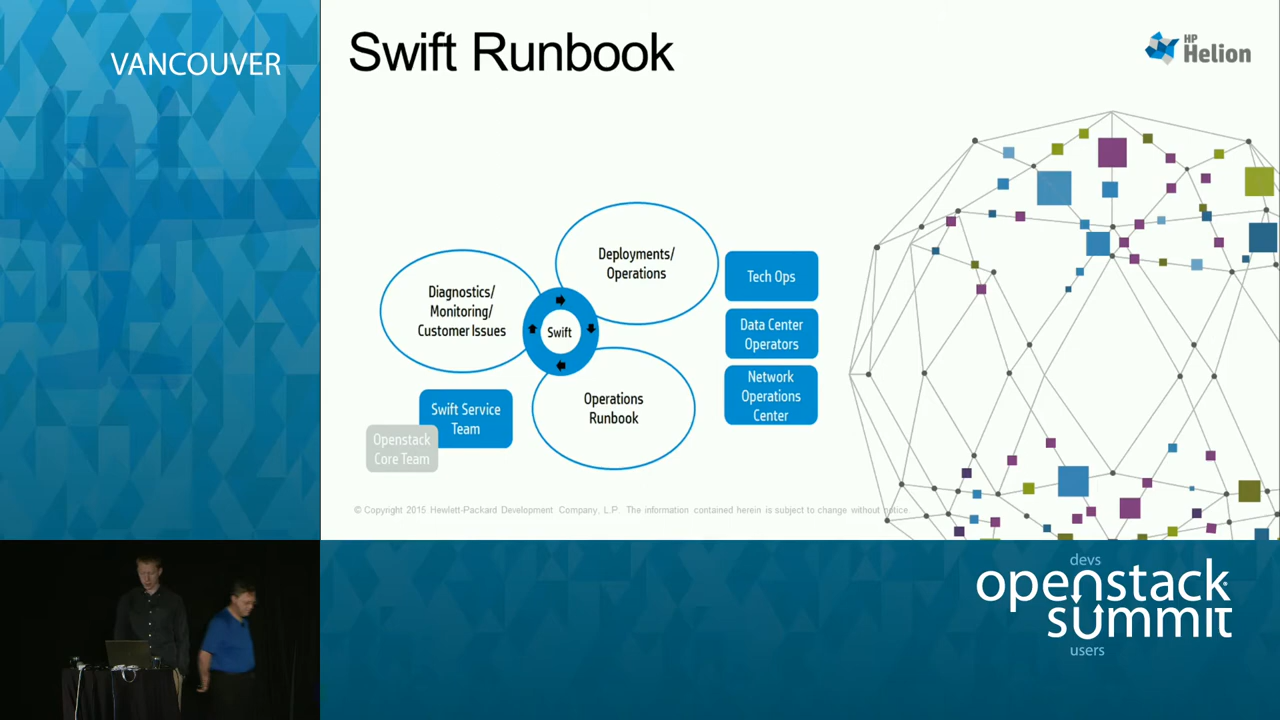 VANCOUVER
Swift Runbook
HP
Helion
Deployments/
Operations
Diagnostics/
Monitoring/
Customer Issues
Swift
Operations
Runbook
Tech Ops
Data Center
Operators
Network
Operations
Center
Swift Service
Team
Openstack
Core Team
© Copyright 2015 Hewlett-Packard Development Company, L.P. The information contained herein is subject to change without notice.
devs
openstack
summit
users